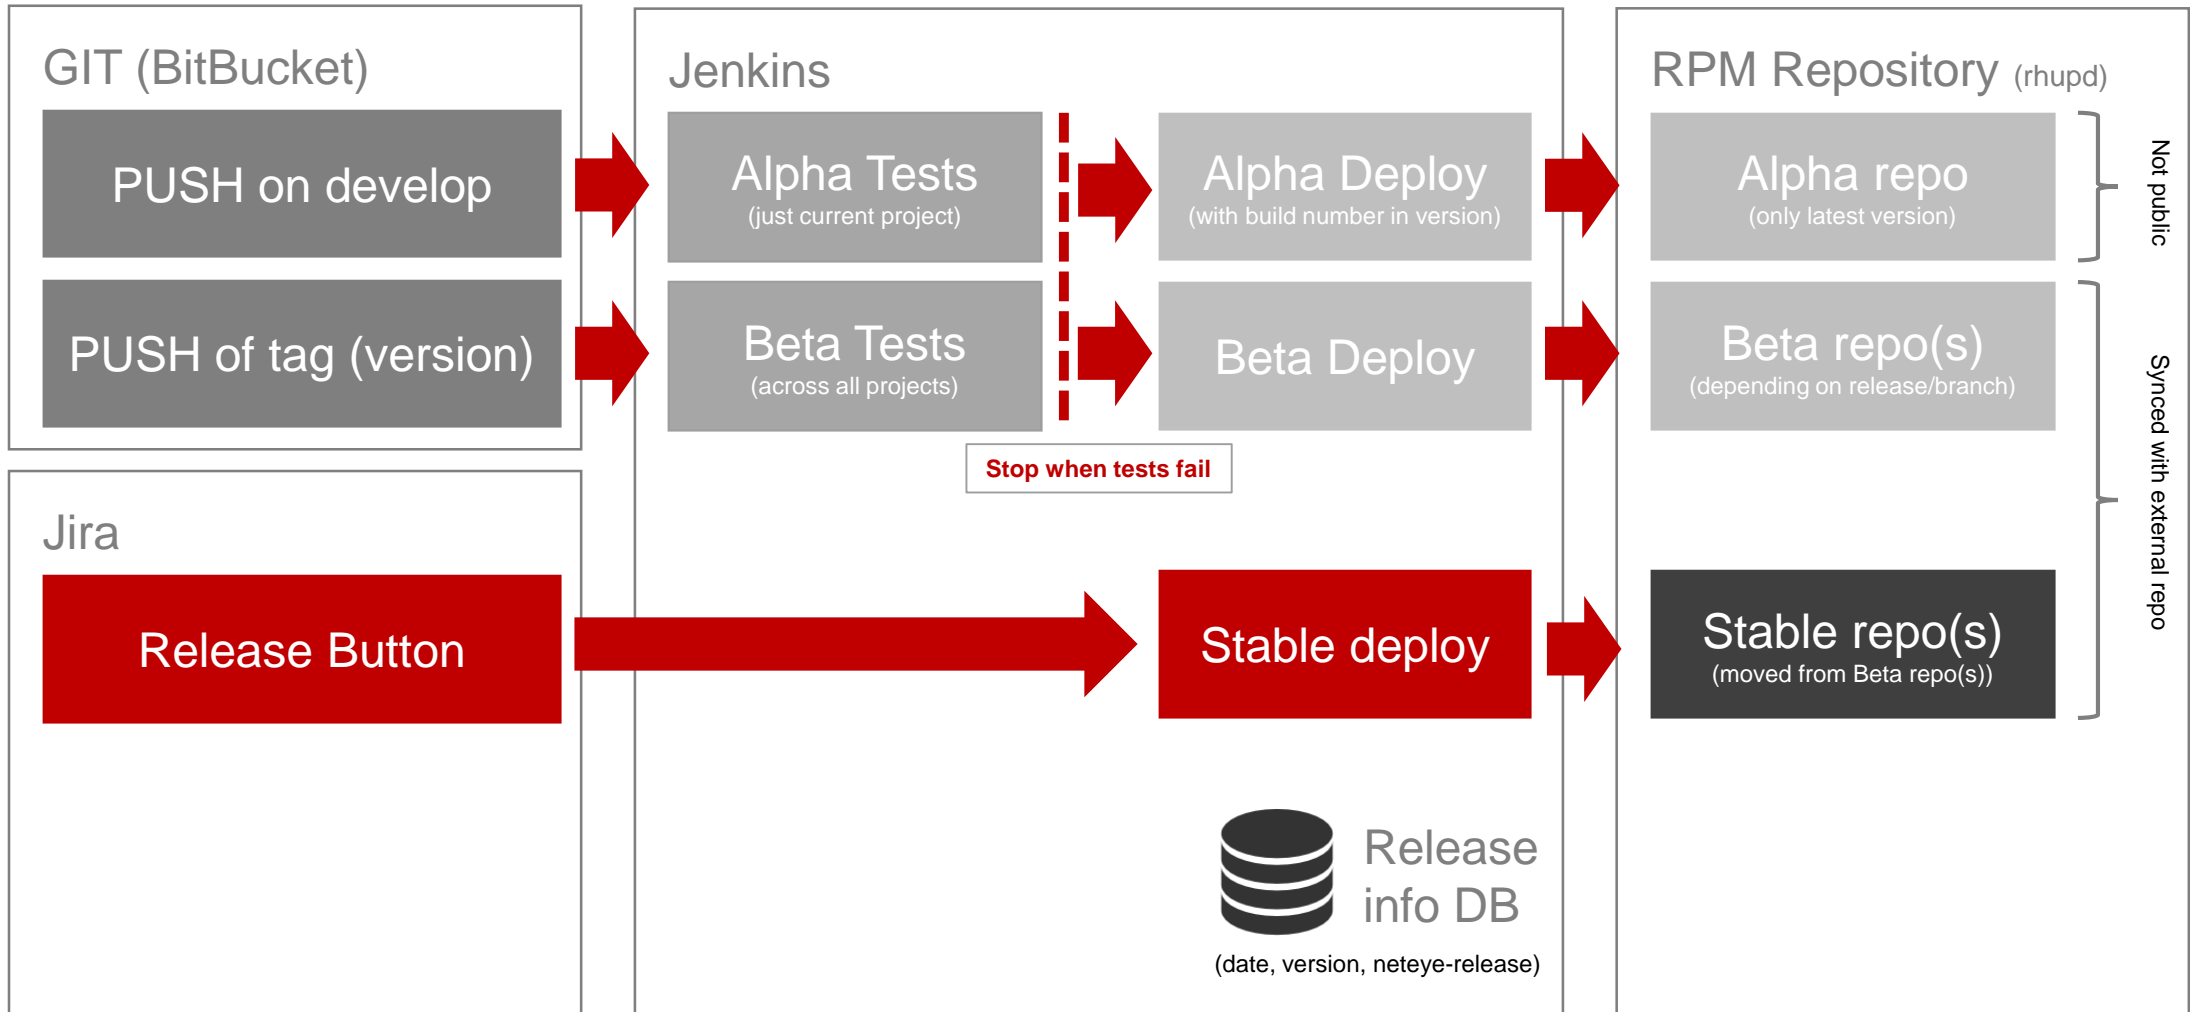 GIT (BitBucket)
PUSH on develop
PUSH of tag (version)
Jira
Release Button
Jenkins
Alpha Tests
(just current project)
Alpha Deploy
(with build number in version)
Beta Tests
(across all projects)
Beta Deploy
Stop when tests fail
Stable deploy
Release
info DB
(date, version, neteye-release)
RPM Repository (rhupd)
Alpha repo
(only latest version)
Not public
Beta repo(s)
(depending on release/branch)
Synced with external repo
Stable repo(s)
(moved from Beta repo(s))